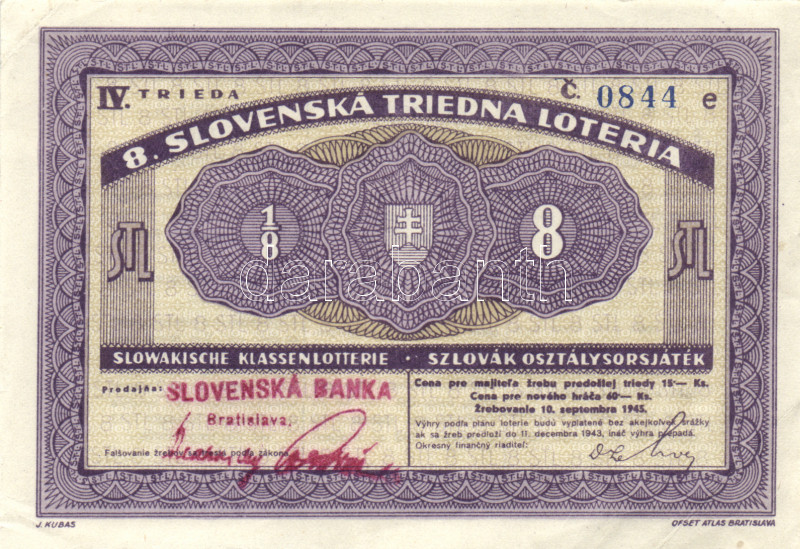 IV. TRIEDA Č. 0844 e
8. SLOVENSKÁ TRIEDNA LOTERIA
STL 1/8 8 STL
darabanth
SLOWAKISCHE KLASSENLOTTERIE · SZLOVÁK OSZTÁLYSORSJÁTÉK
Predajňa: SLOVENSKÁ BANKA
Bratislava,
Falšovanie žrebov sa tresce podľa zákona.
Cena pre majiteľa žrebu predošlej triedy 15·— Ks.
Cena pre nového hráča 60·— Ks.
Žrebovanie 10. septembra 1943.
Výhry podľa plánu loterie budú vyplatené bez akejkoľvek zrážky
ak sa žreb predloží do 11. decembra 1943, ináč výhra prepadá.
Okresný finančný riaditeľ:
J. KUBAS OFSET ATLAS BRATISLAVA